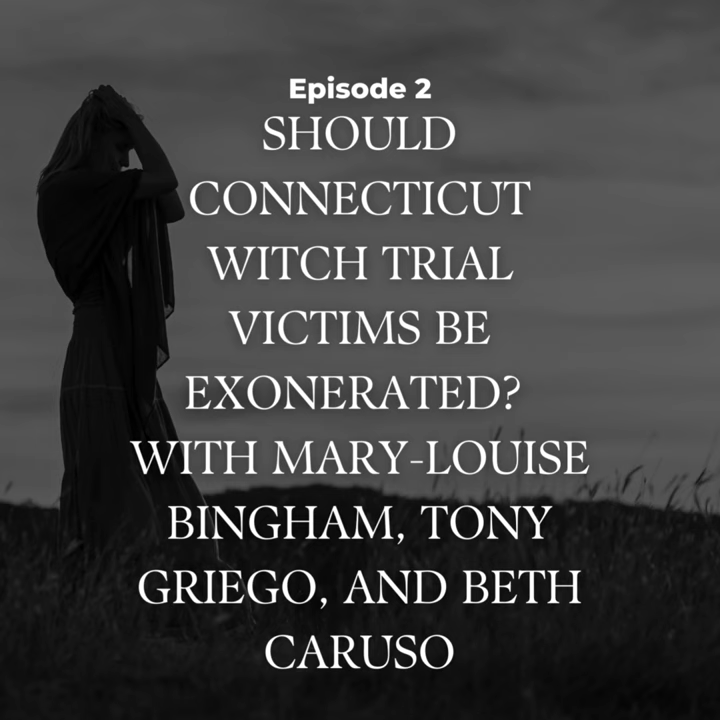 Episode 2
SHOULD
CONNECTICUT
WITCH TRIAL
VICTIMS BE
EXONERATED?
WITH MARY-LOUISE
BINGHAM, TONY
GRIEGO, AND BETH
CARUSO